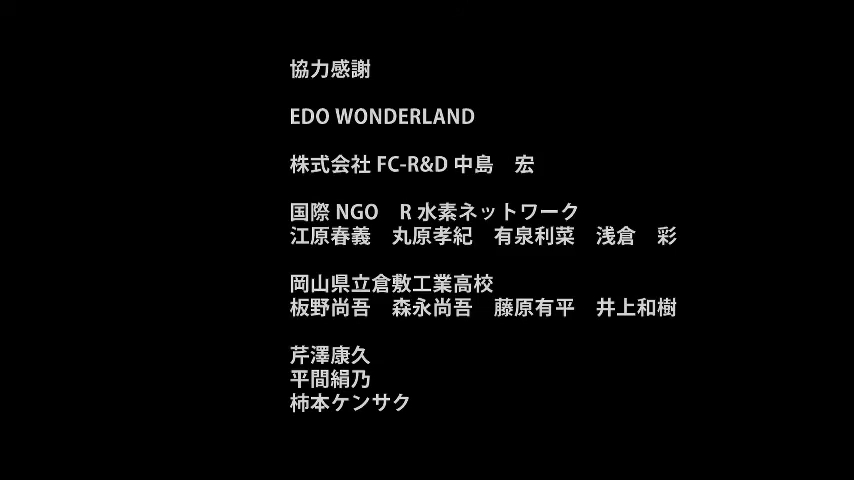 協力感謝
EDO WONDERLAND
株式会社 FC-R&D 中島　宏
国際 NGO　R 水素ネットワーク
江原春義　丸原孝紀　有泉利菜　浅倉　彩
岡山県立倉敷工業高校
板野尚吾　森永尚吾　藤原有平　井上和樹
芹澤康久
平間絹乃
柿本ケンサク